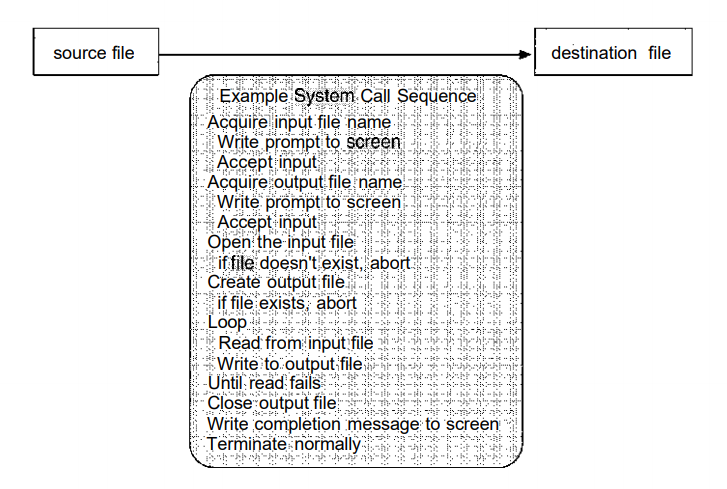 source file
destination file
Example System Call Sequence
Acquire input file name
Write prompt to screen
Accept input
Acquire output file name
Write prompt to screen
Accept input
Open the input file
if file doesn't exist, abort
Create output file
if file exists, abort
Loop
Read from input file
Write to output file
Until read fails
Close output file
Write completion message to screen
Terminate normally